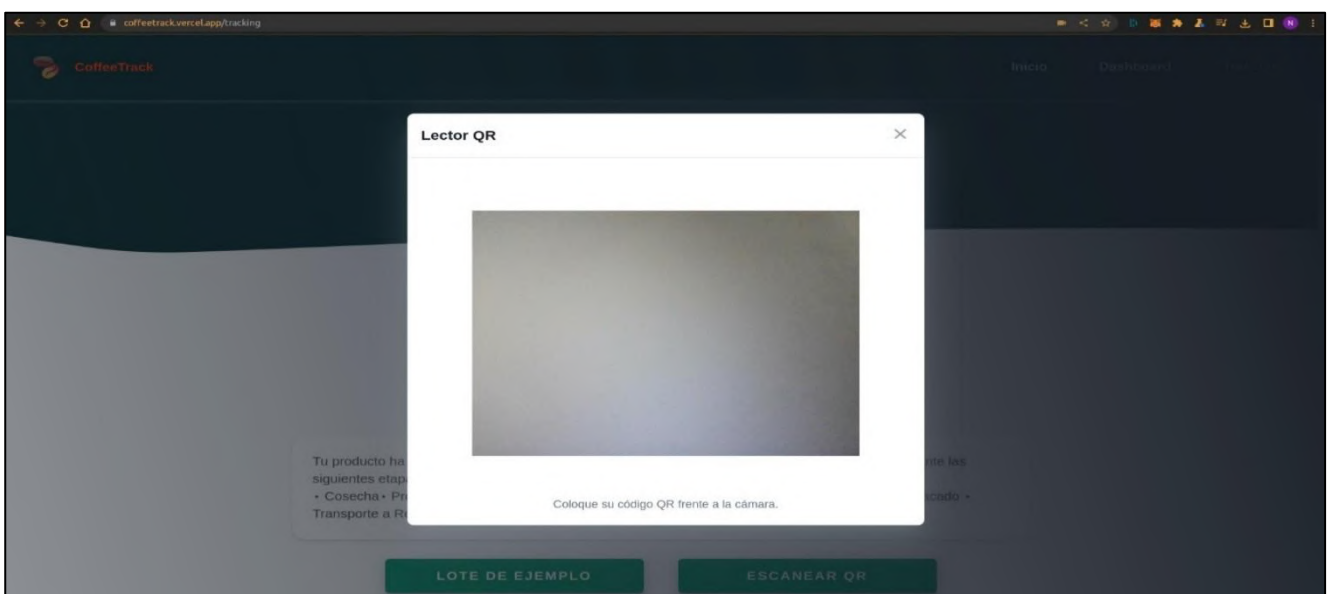 coffeetrack.vercel.app/tracking
N
CoffeeTrack
Inicio
Dashboard
Lector QR
Tu producto ha
nte las
siguientes etap
• Cosecha • Pr
cado •
Transporte a R
Coloque su código QR frente a la cámara.
LOTE DE EJEMPLO
ESCANEAR QR